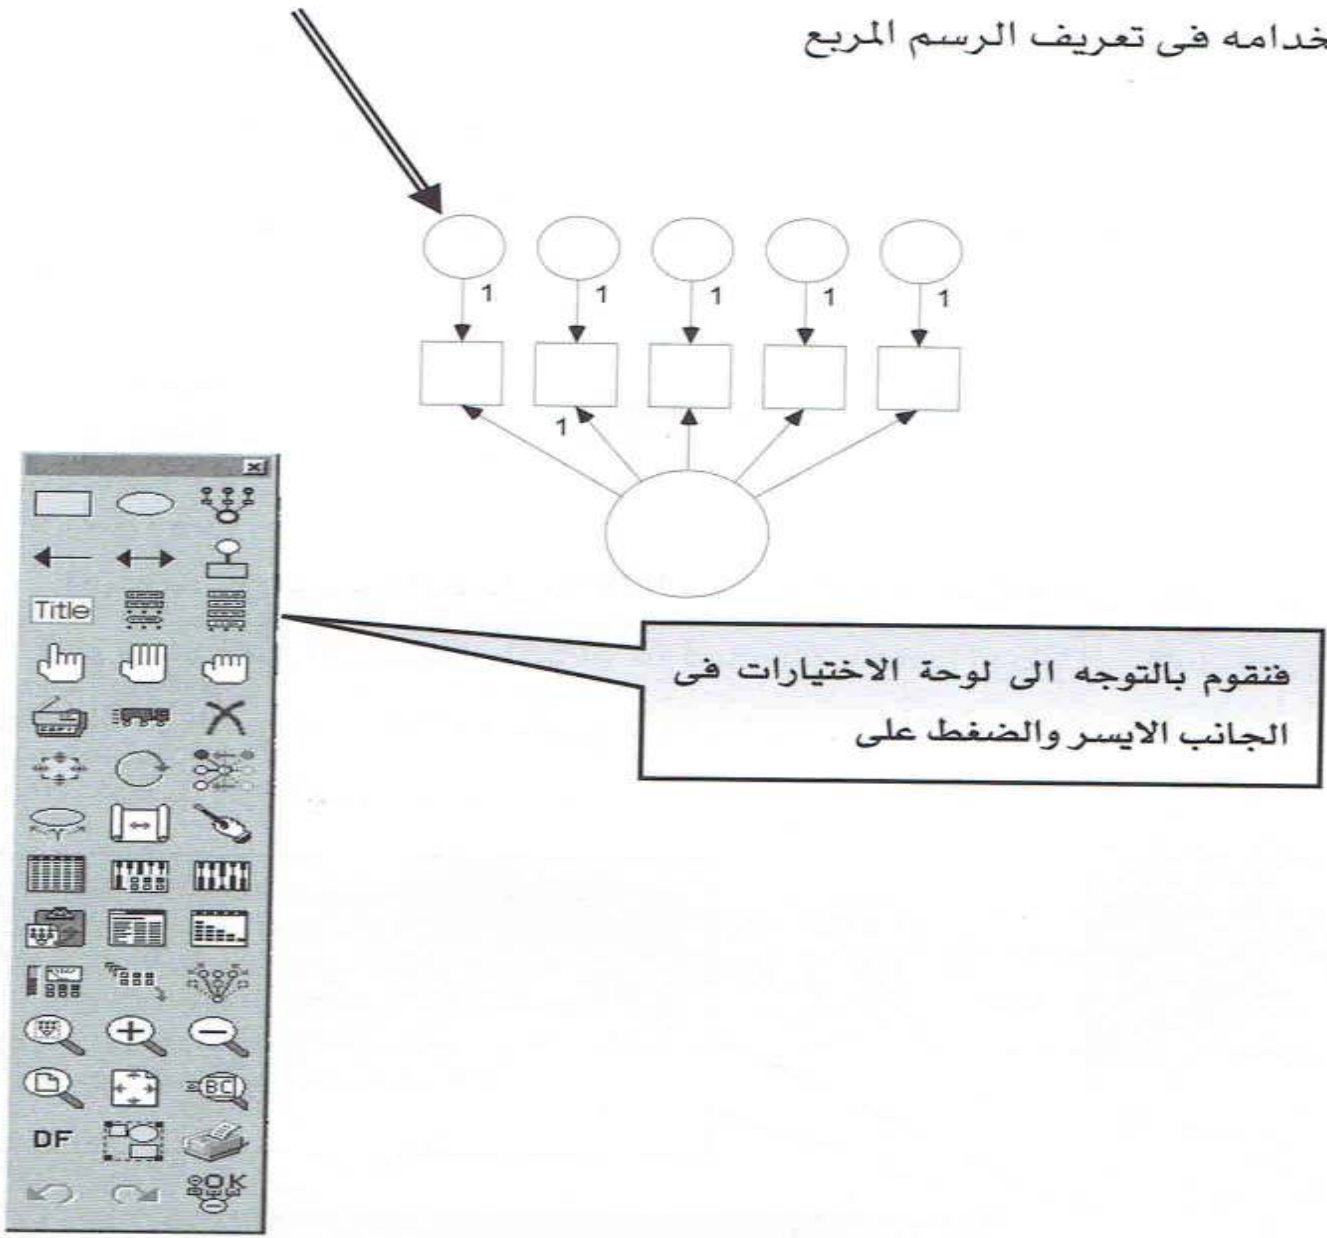 خدامه فى تعريف الرسم المربع
1 1 1 1 1
1
Title
فنقوم بالتوجه الى لوحة الاختيارات فى
الجانب الايسر والضغط على
BC
DF
OK